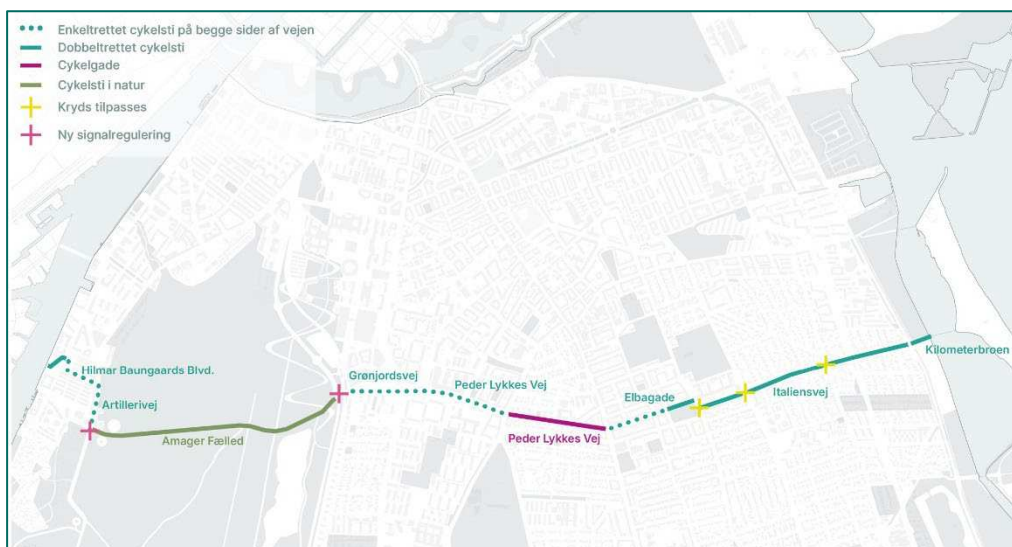 Enkeltrettet cykelsti på begge sider af vejen
Dobbeltrettet cykelsti
Cykelgade
Cykelsti i natur
Kryds tilpasses
Ny signalregulering
Hilmar Baungaards Blvd.
Artillerivej
Amager Fælled
Grønjordsvej
Peder Lykkes Vej
Peder Lykkes Vej
Elbagade
Italiensvej
Kilometerbroen